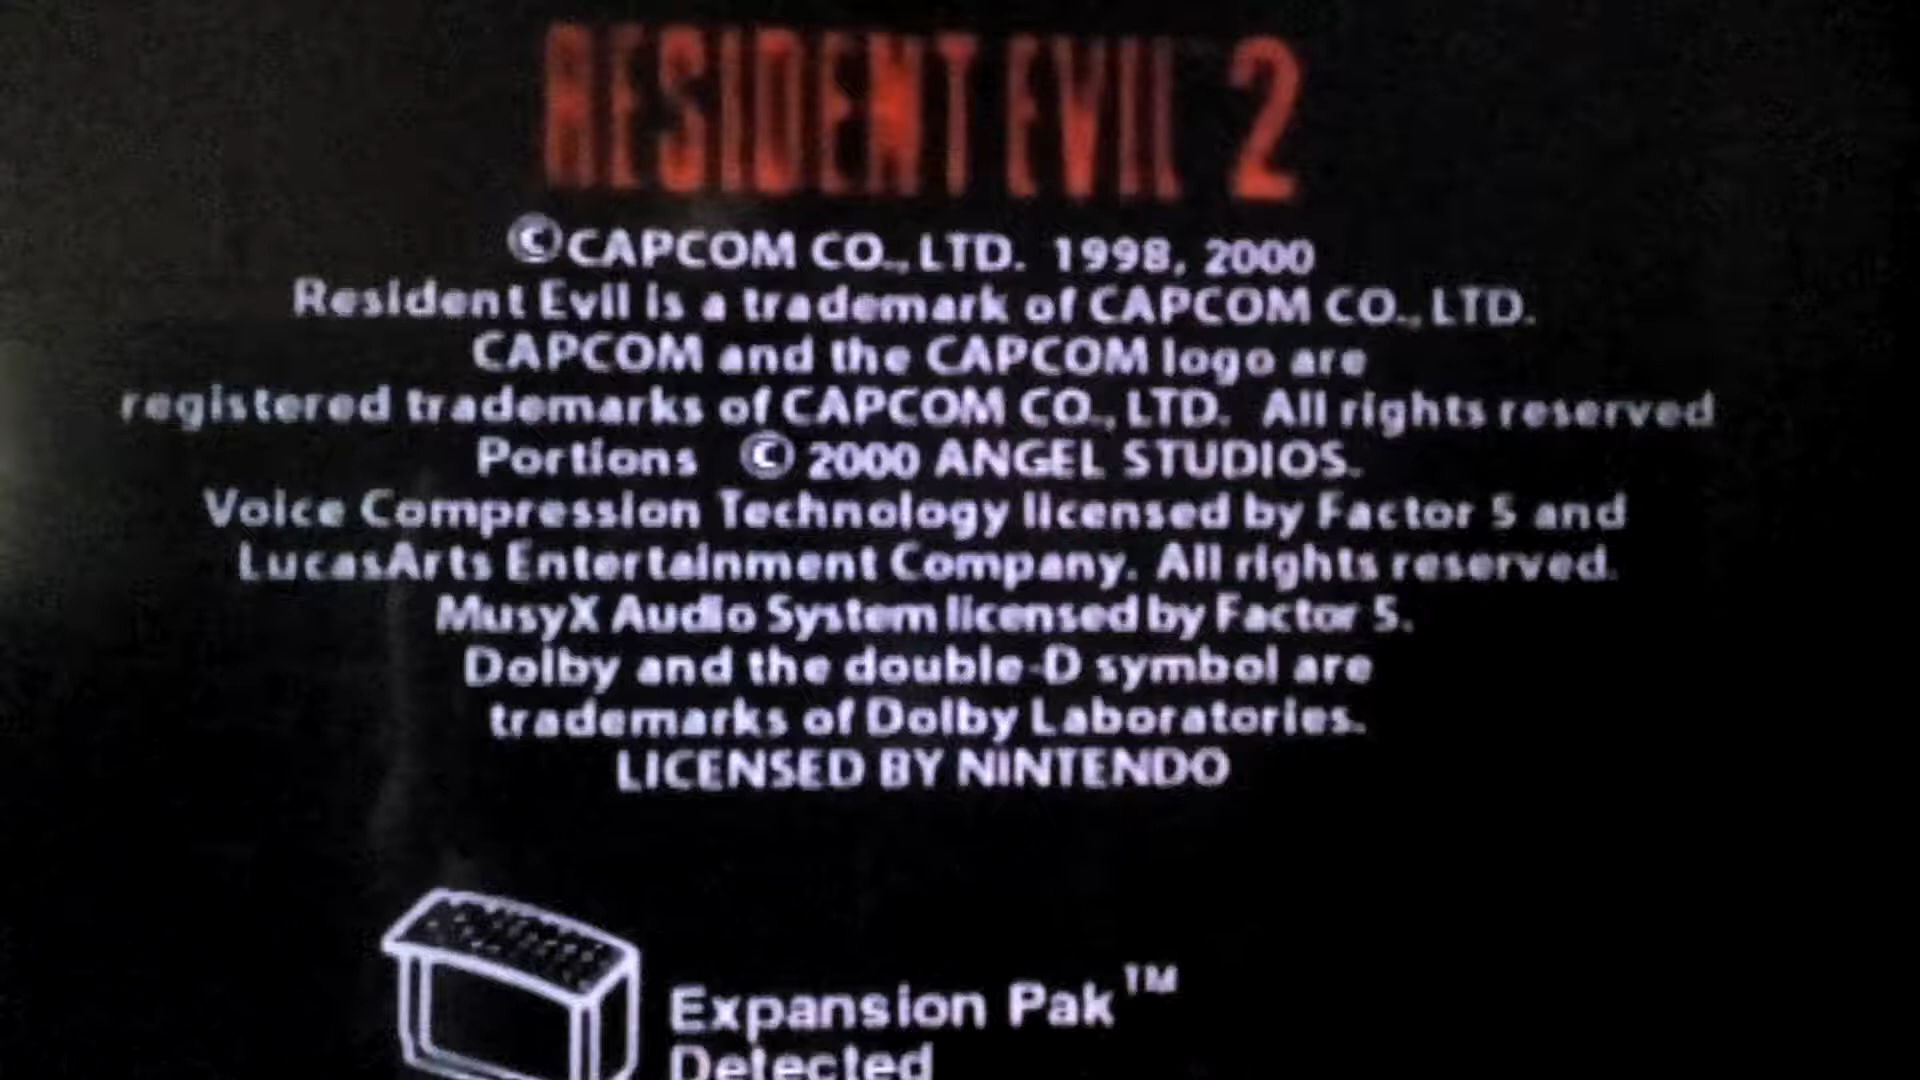 RESIDENT EVIL 2
©CAPCOM CO., LTD. 1998, 2000
Resident Evil is a trademark of CAPCOM CO., LTD.
CAPCOM and the CAPCOM logo are
registered trademarks of CAPCOM CO., LTD. All rights reserved
Portions © 2000 ANGEL STUDIOS.
Voice Compression Technology licensed by Factor 5 and
LucasArts Entertainment Company. All rights reserved.
MusyX Audio System licensed by Factor 5.
Dolby and the double-D symbol are
trademarks of Dolby Laboratories.
LICENSED BY NINTENDO
Expansion Pak™
Detected